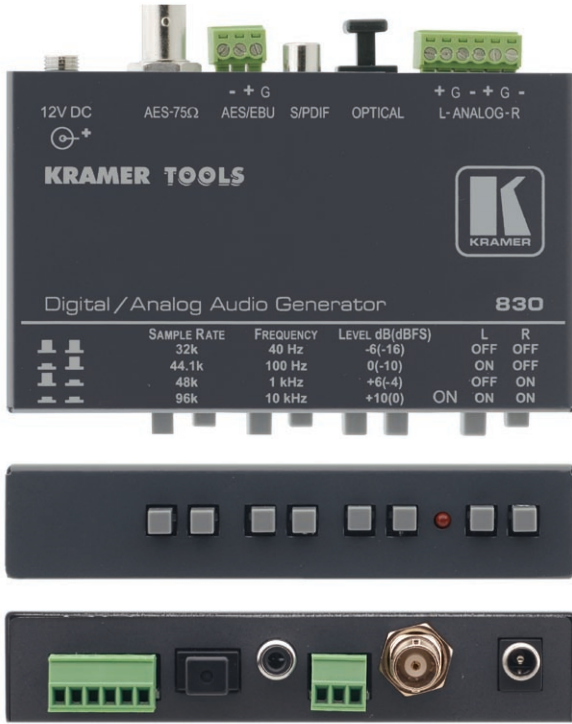 - + G + G - + G -
12V DC AES-75Ω AES/EBU S/PDIF OPTICAL L-ANALOG-R
+
KRAMER TOOLS
K
KRAMER
Digital / Analog Audio Generator 830
SAMPLE RATE FREQUENCY LEVEL dB(dBFS) L R
32k 40 Hz -6(-16) OFF OFF
44.1k 100 Hz 0(-10) ON OFF
48k 1 kHz +6(-4) OFF ON
96k 10 kHz +10(0) ON ON ON